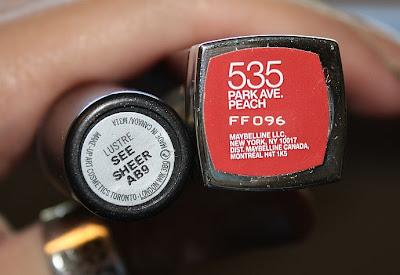 LUSTRE
SEE
SHEER
AB9
MAKE-UP ART COSMETICS TORONTO
LONDON
MADE IN CANADA/
535
PARK AVE.
PEACH
FF096
MAYBELLINE LLC,
NEW YORK, NY 10017
DIST. MAYBELLINE CANADA,
MONTREAL H4T 1K5